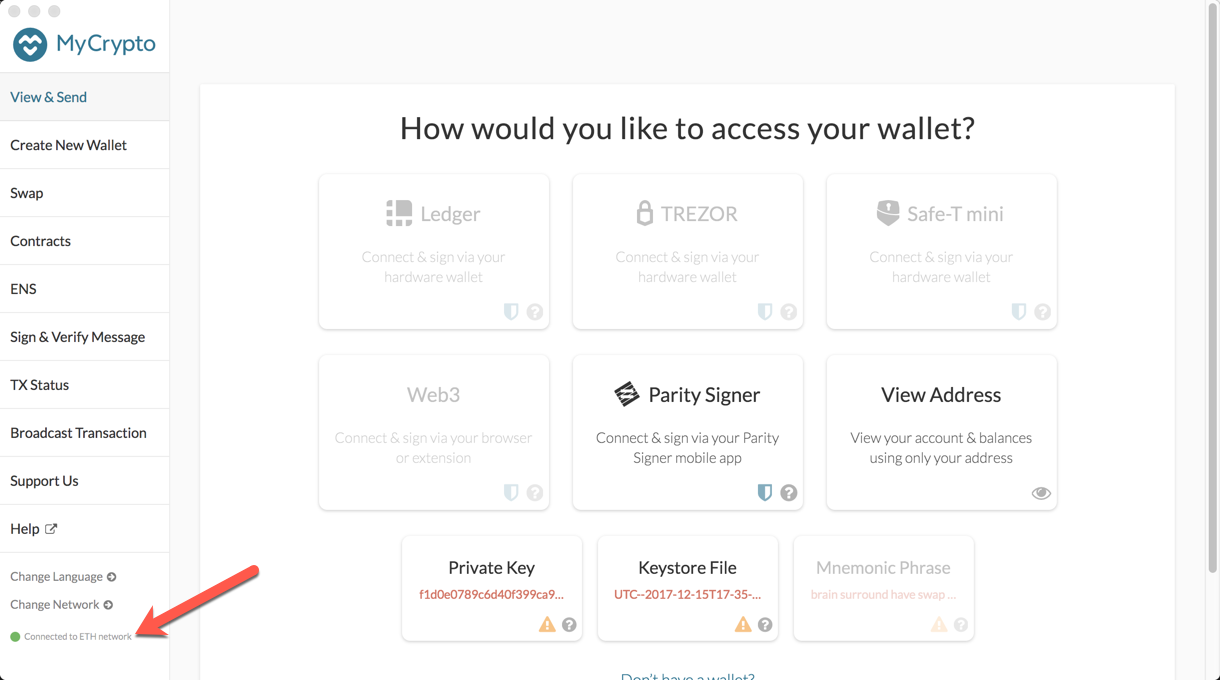 MyCrypto
View & Send
Create New Wallet
Swap
Contracts
ENS
Sign & Verify Message
TX Status
Broadcast Transaction
Support Us
Help
Change Language
Change Network
Connected to ETH network
How would you like to access your wallet?
Ledger
Connect & sign via your
hardware wallet
TREZOR
Connect & sign via your
hardware wallet
Safe-T mini
Connect & sign via your
hardware wallet
Web3
Connect & sign via your browser
or extension
Parity Signer
Connect & sign via your Parity
Signer mobile app
View Address
View your account & balances
using only your address
Private Key
f1d0e0789c6d40f399ca9...
Keystore File
UTC--2017-12-15T17-35-...
Mnemonic Phrase
brain surround have swap ...
Don't have a wallet?